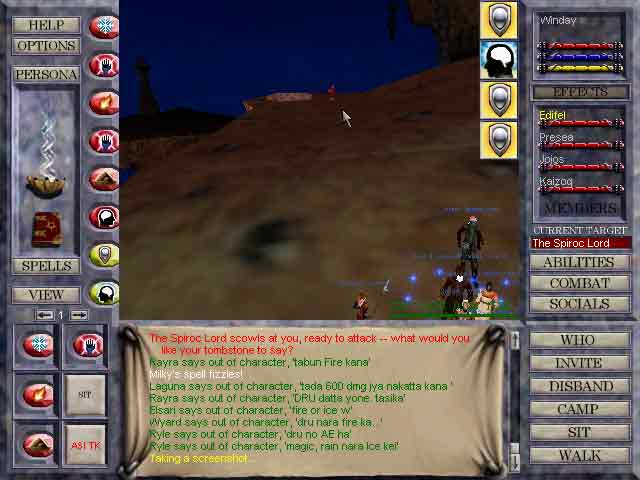 HELP
OPTIONS
PERSONA
SPELLS
VIEW
1
SIT
ASI TK
Winday
EFFECTS
Edifel
Presea
Jojos
Kaizoq
MEMBERS
CURRENT TARGET
The Spiroc Lord
ABILITIES
COMBAT
SOCIALS
WHO
INVITE
DISBAND
CAMP
SIT
WALK
The Spiroc Lord scowls at you, ready to attack -- what would you
like your tombstone to say?
Rayra says out of character, 'tabun Fire kana'
Milky's spell fizzles!
Laguna says out of character, 'tada 600 dmg jya nakatta kana '
Rayra says out of character, 'DRU datta yone. tasika'
Elsari says out of character, 'fire or ice w'
Wyard says out of character, 'dru nara fire ka...'
Ryle says out of character, 'dru no AE ha'
Ryle says out of character, 'magic, rain nara Ice kei'
Taking a screenshot...